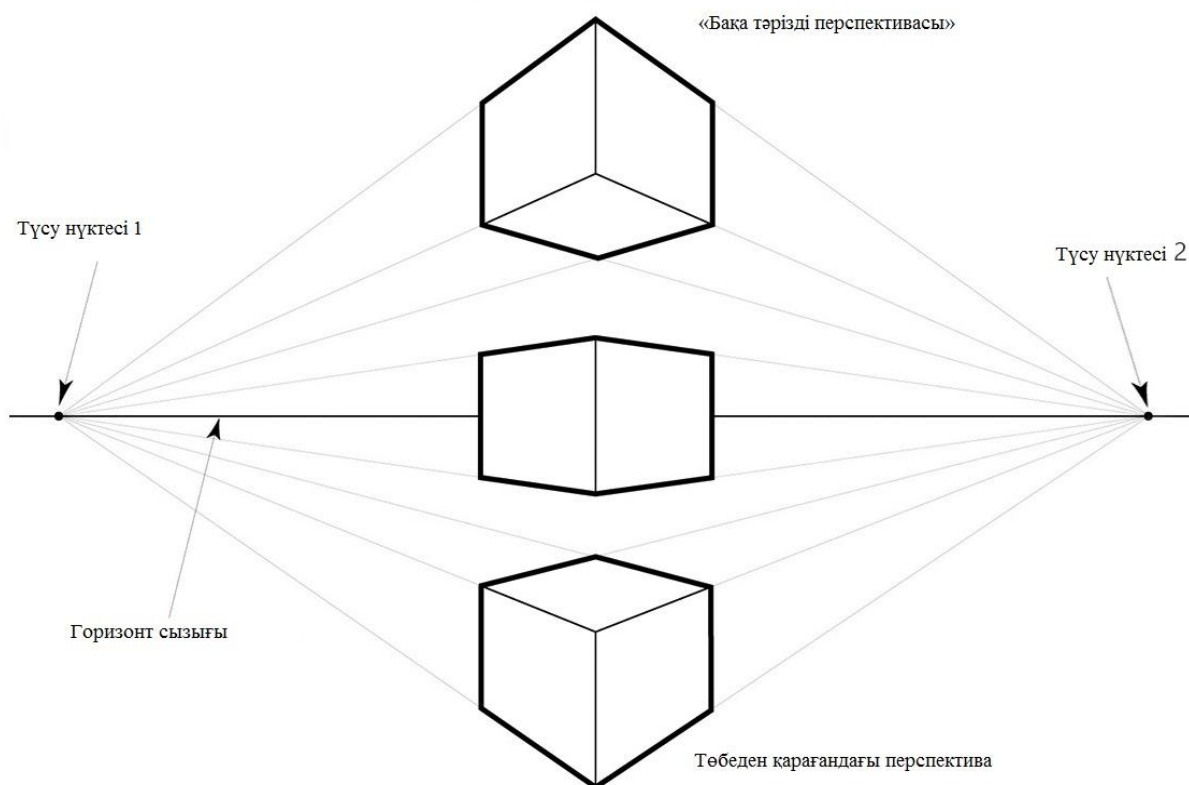 «Бақа тәрізді перспективасы»
Түсу нүктесі 1
Түсу нүктесі 2
Горизонт сызығы
Төбеден қарағандағы перспектива